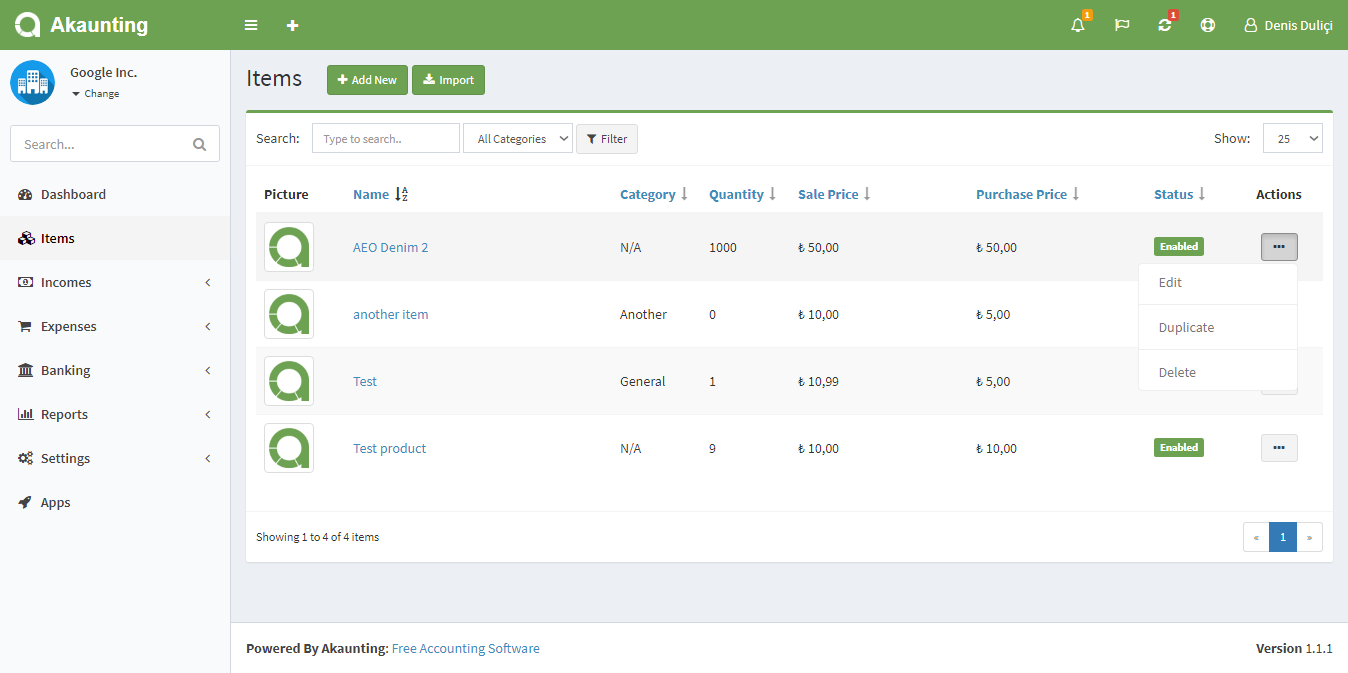 Akaunting
1
1
Denis Duliçi
Google Inc.
Change
Search...
Dashboard
Items
Incomes
Expenses
Banking
Reports
Settings
Apps
Items
Add New
Import
Search:
Type to search..
All Categories
Filter
Show:
25
Picture Name Category Quantity Sale Price Purchase Price Status Actions
AEO Denim 2 N/A 1000 ₺ 50,00 ₺ 50,00 Enabled
another item Another 0 ₺ 10,00 ₺ 5,00
Test General 1 ₺ 10,99 ₺ 5,00
Test product N/A 9 ₺ 10,00 ₺ 10,00 Enabled
Edit
Duplicate
Delete
Showing 1 to 4 of 4 items
« 1 »
Powered By Akaunting: Free Accounting Software
Version 1.1.1